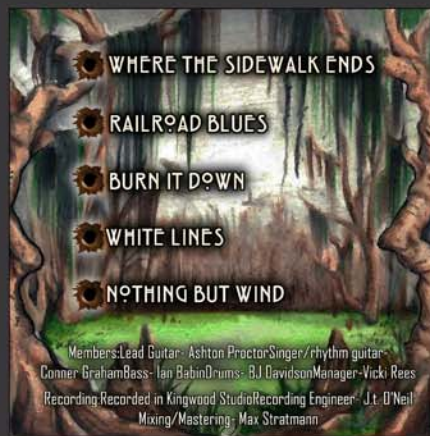 WHERE THE SIDEWALK ENDS
RAILROAD BLUES
BURN IT DOWN
WHITE LINES
NOTHING BUT WIND
Members:Lead Guitar- Ashton ProctorSinger/rhythm guitar-
Conner GrahamBass- Ian BabinDrums- BJ DavidsonManager-Vicki Rees
Recording:Recorded in Kingwood StudioRecording Engineer- J.t. O'Neil
Mixing/Mastering- Max Stratmann